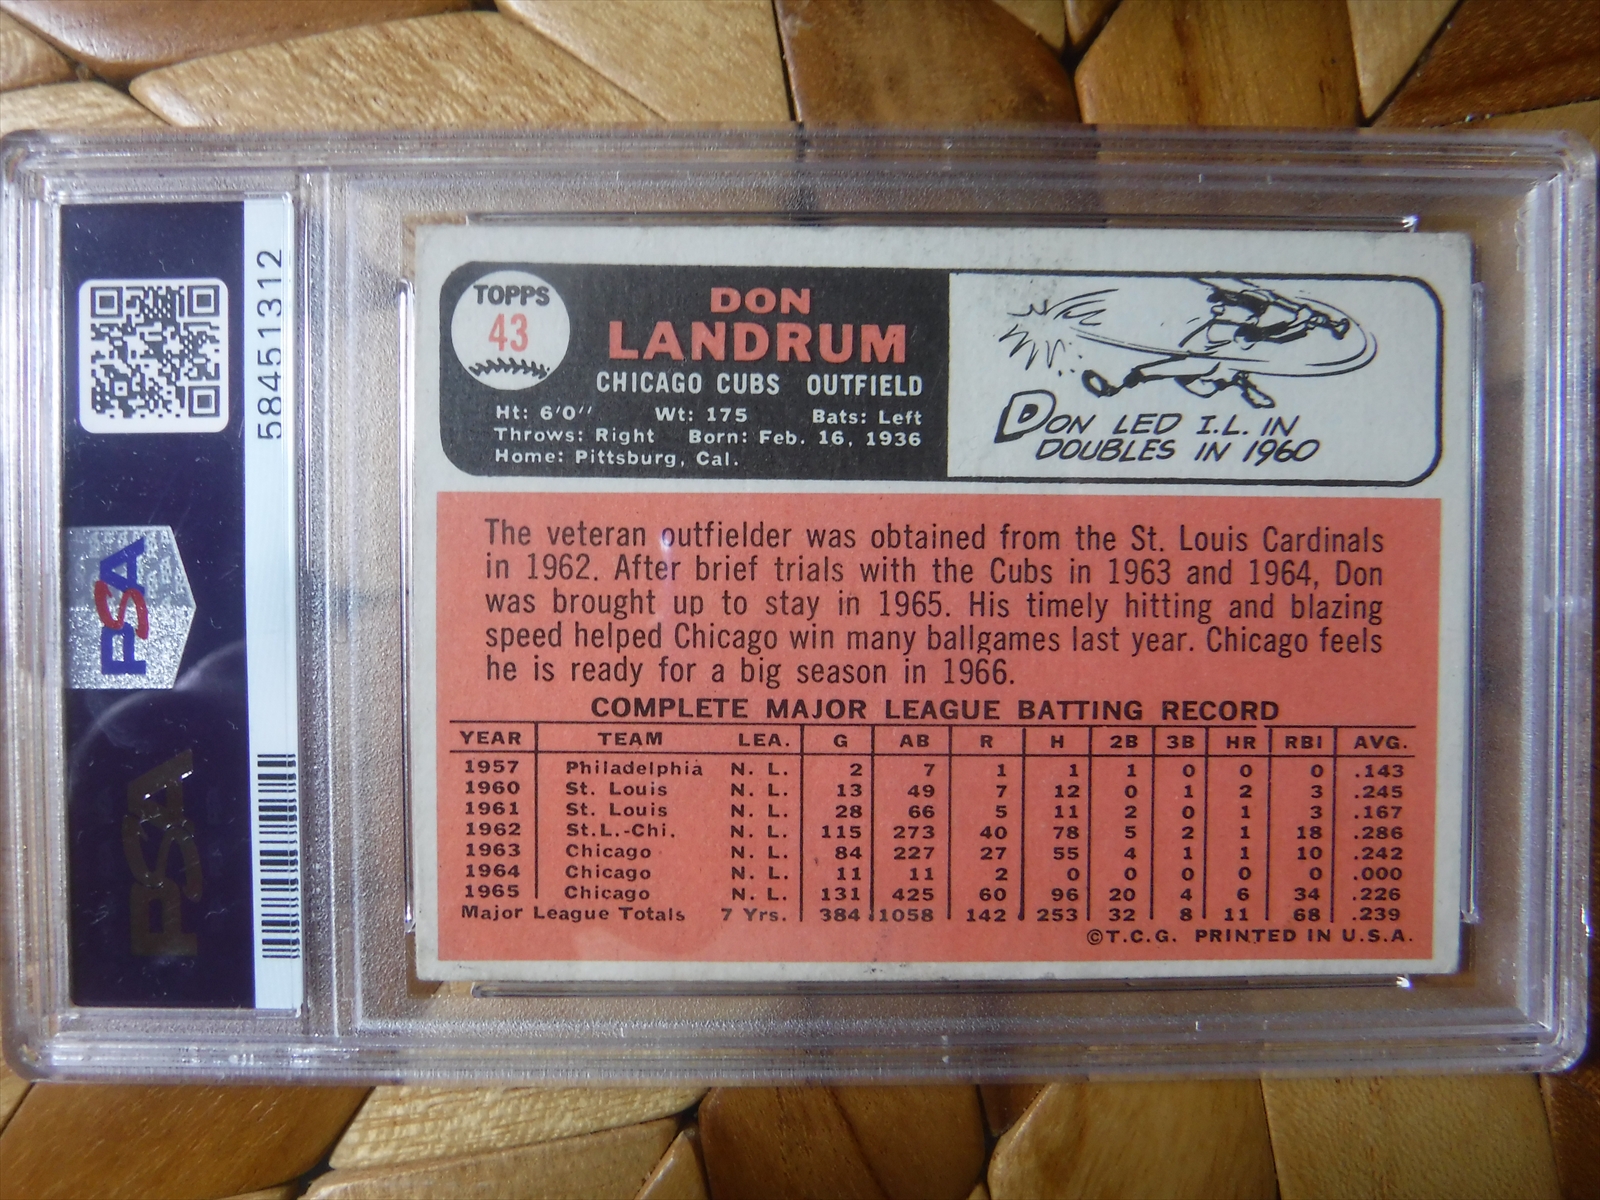 58451312
PSA
PSA
TOPPS
43
DON
LANDRUM
CHICAGO CUBS OUTFIELD
Ht: 6'0" Wt: 175 Bats: Left
Throws: Right Born: Feb. 16, 1936
Home: Pittsburg, Cal.
DON LED I.L. IN
DOUBLES IN 1960
The veteran outfielder was obtained from the St. Louis Cardinals
in 1962. After brief trials with the Cubs in 1963 and 1964, Don
was brought up to stay in 1965. His timely hitting and blazing
speed helped Chicago win many ballgames last year. Chicago feels
he is ready for a big season in 1966.
COMPLETE MAJOR LEAGUE BATTING RECORD
YEAR TEAM LEA. G AB R H 2B 3B HR RBI AVG.
1957 Philadelphia N. L. 2 7 1 1 1 0 0 0 .143
1960 St. Louis N. L. 13 49 7 12 0 1 2 3 .245
1961 St. Louis N. L. 28 66 5 11 2 0 1 3 .167
1962 St.L.-Chi. N. L. 115 273 40 78 5 2 1 18 .286
1963 Chicago N. L. 84 227 27 55 4 1 1 10 .242
1964 Chicago N. L. 11 11 2 0 0 0 0 0 .000
1965 Chicago N. L. 131 425 60 96 20 4 6 34 .226
Major League Totals 7 Yrs. 384 1058 142 253 32 8 11 68 .239
©T.C.G. PRINTED IN U.S.A.